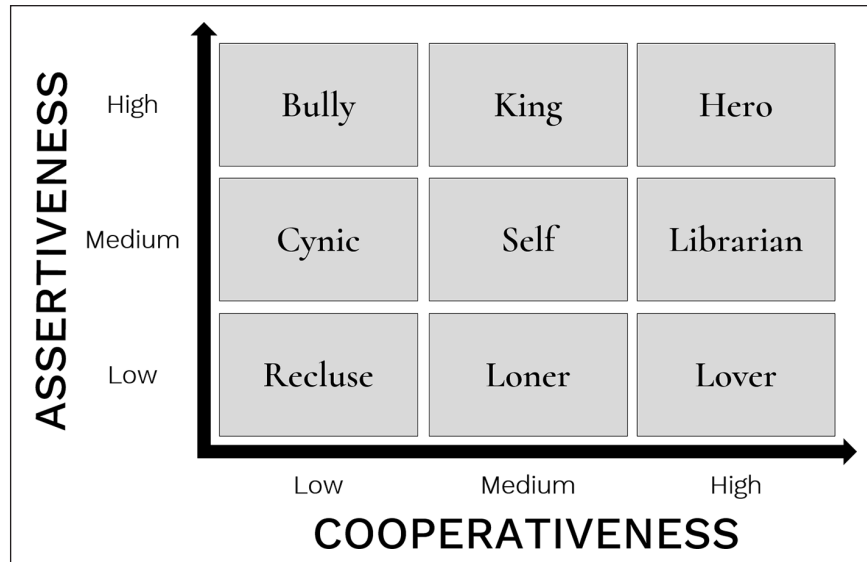 ASSERTIVENESS
High
Bully
King
Hero
Medium
Cynic
Self
Librarian
Low
Recluse
Loner
Lover
Low
Medium
High
COOPERATIVENESS